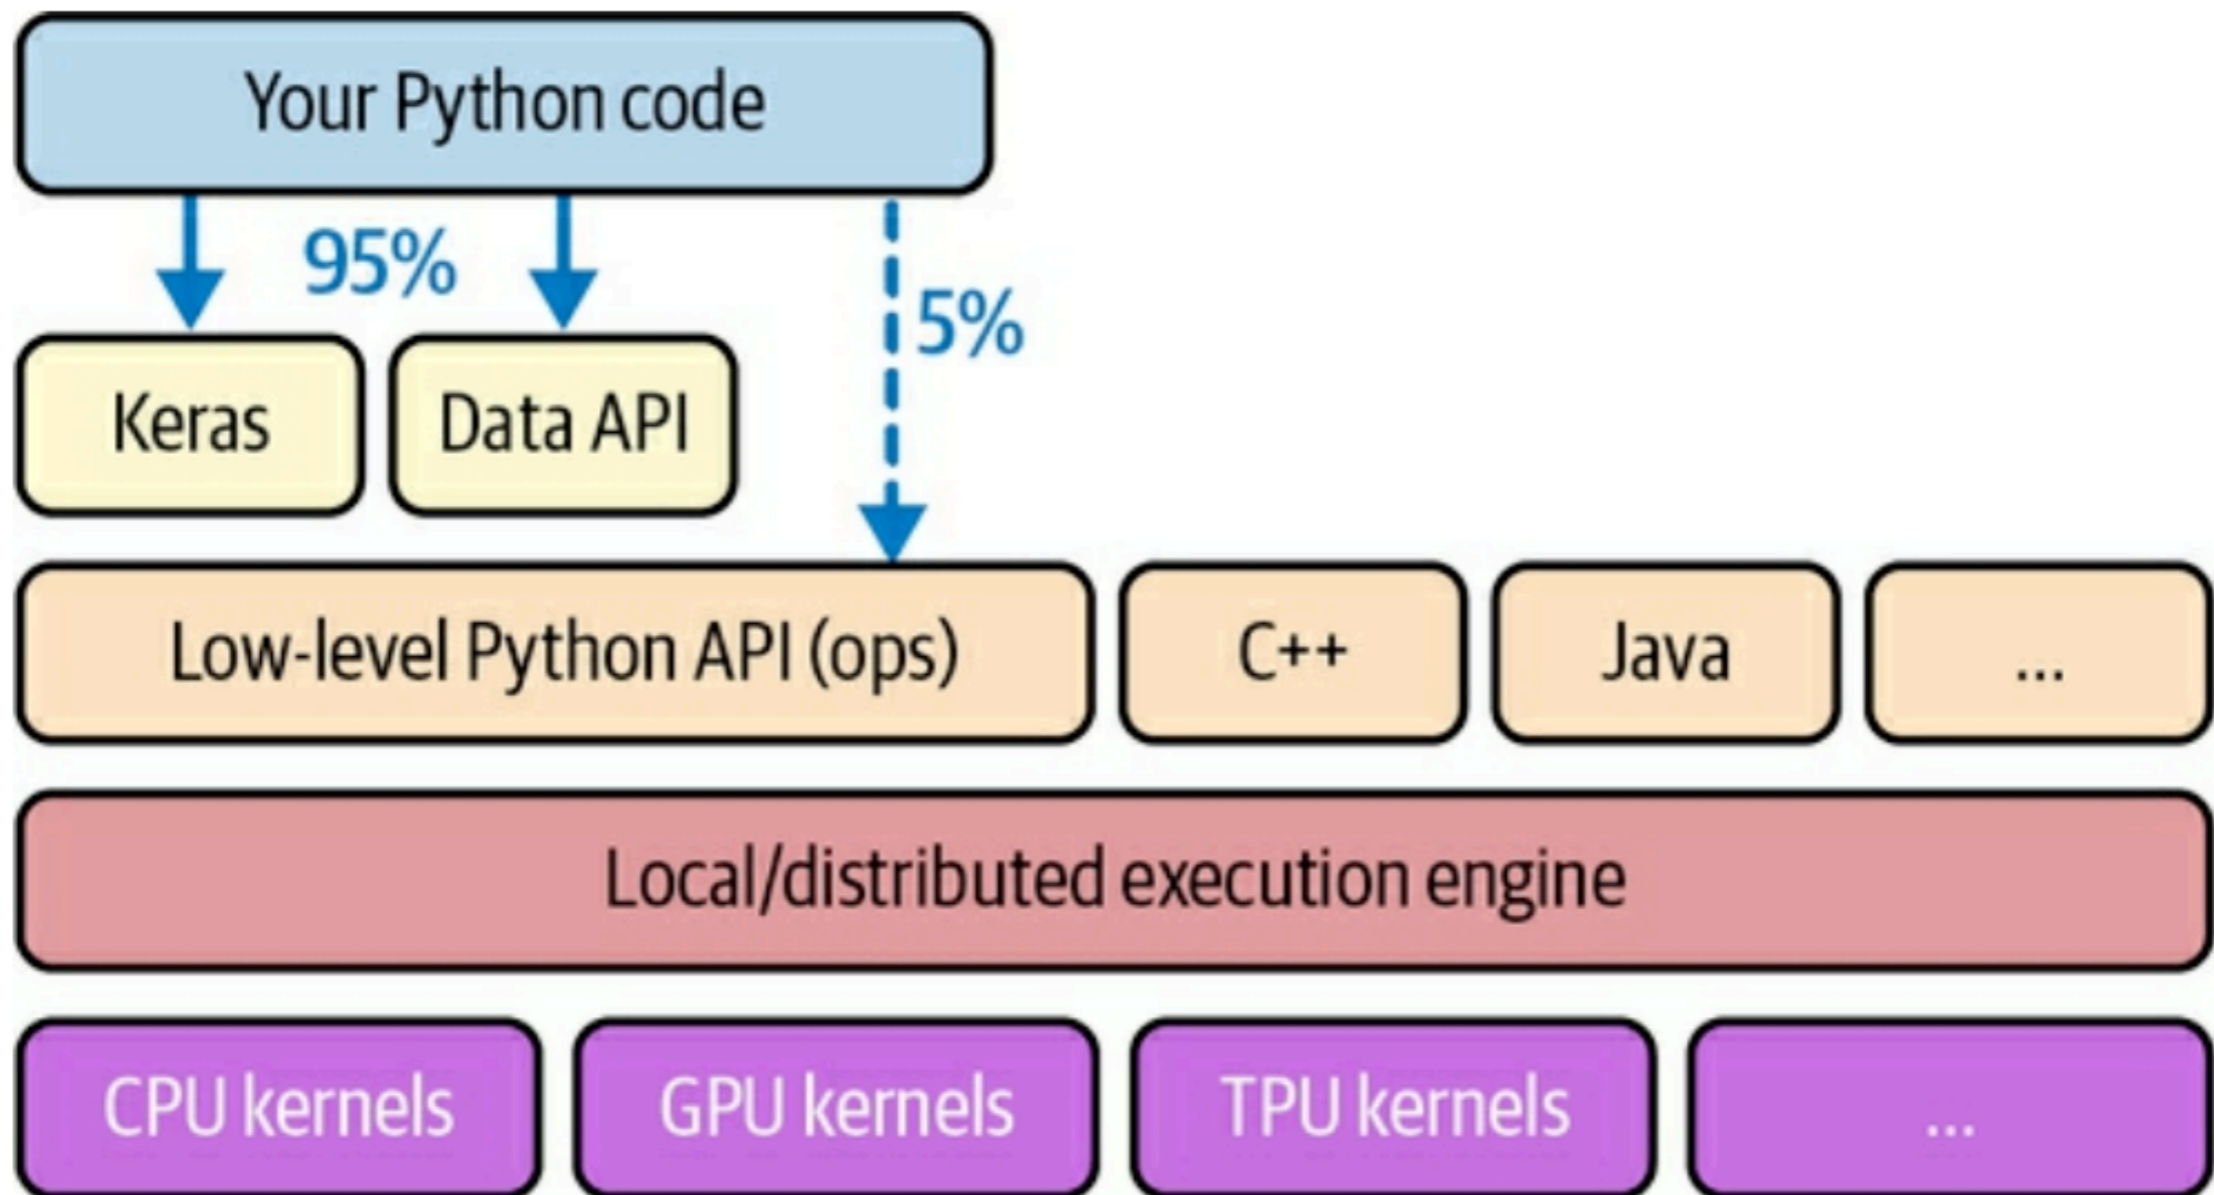 Your Python code
95%
5%
Keras
Data API
Low-level Python API (ops)
C++
Java
...
Local/distributed execution engine
CPU kernels
GPU kernels
TPU kernels
...